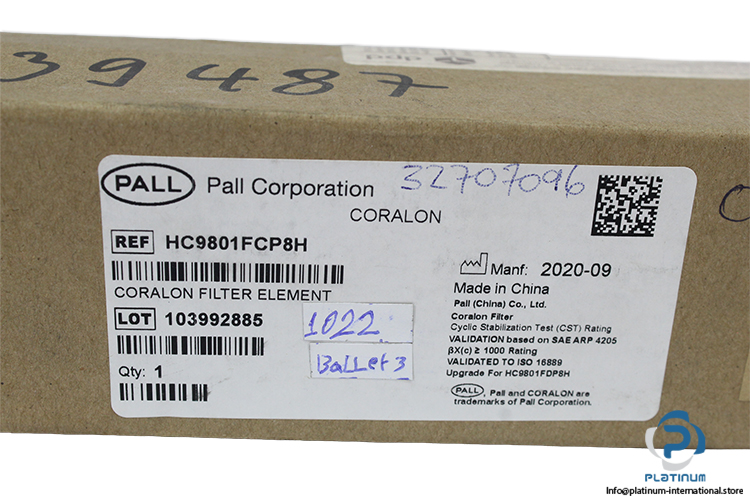 39487
dpd
PALL Pall Corporation 32707096
CORALON
REF HC9801FCP8H
CORALON FILTER ELEMENT
LOT 103992885
1022
Ballet 3
Qty: 1
Manf: 2020-09
Made in China
Pall (China) Co., Ltd.
Coralon Filter
Cyclic Stabilization Test (CST) Rating
VALIDATION based on SAE ARP 4205
βX(c) ≥ 1000 Rating
VALIDATED TO ISO 16889
Upgrade For HC9801FDP8H
PALL, Pall and CORALON are
trademarks of Pall Corporation.
PLATINUM
INTERNATIONAL
Info@platinum-international.store